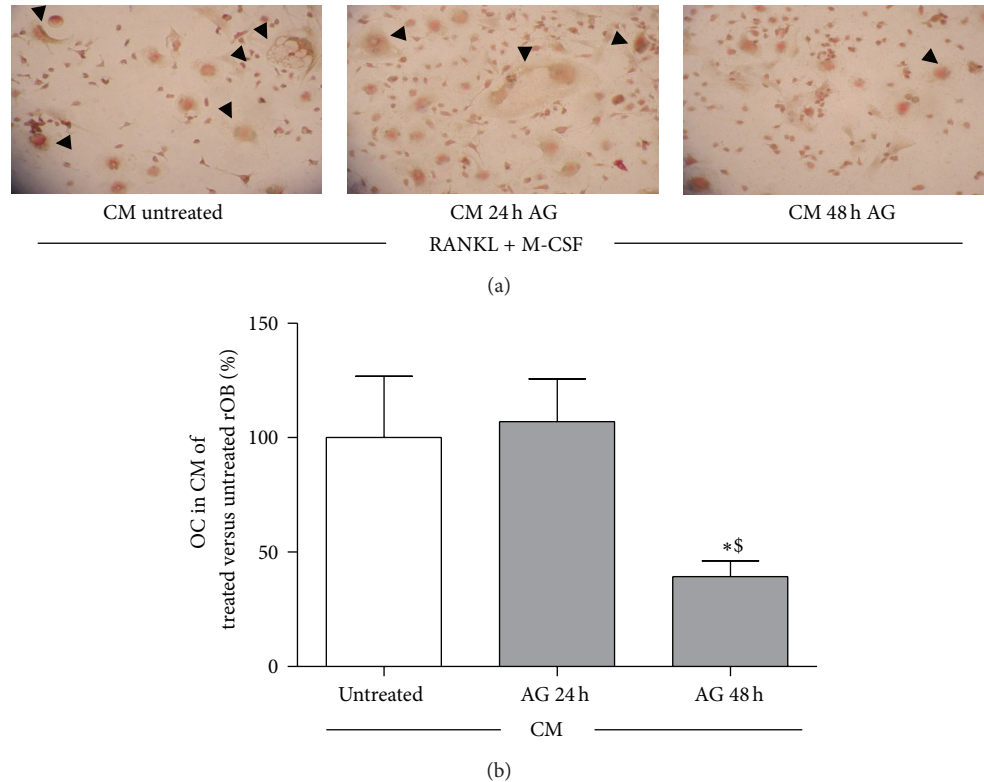 CM untreated
CM 24 h AG
CM 48 h AG
RANKL + M-CSF
(a)
150
100
50
0
OC in CM of
treated versus untreated rOB (%)
*$
Untreated
AG 24 h
AG 48 h
CM
(b)